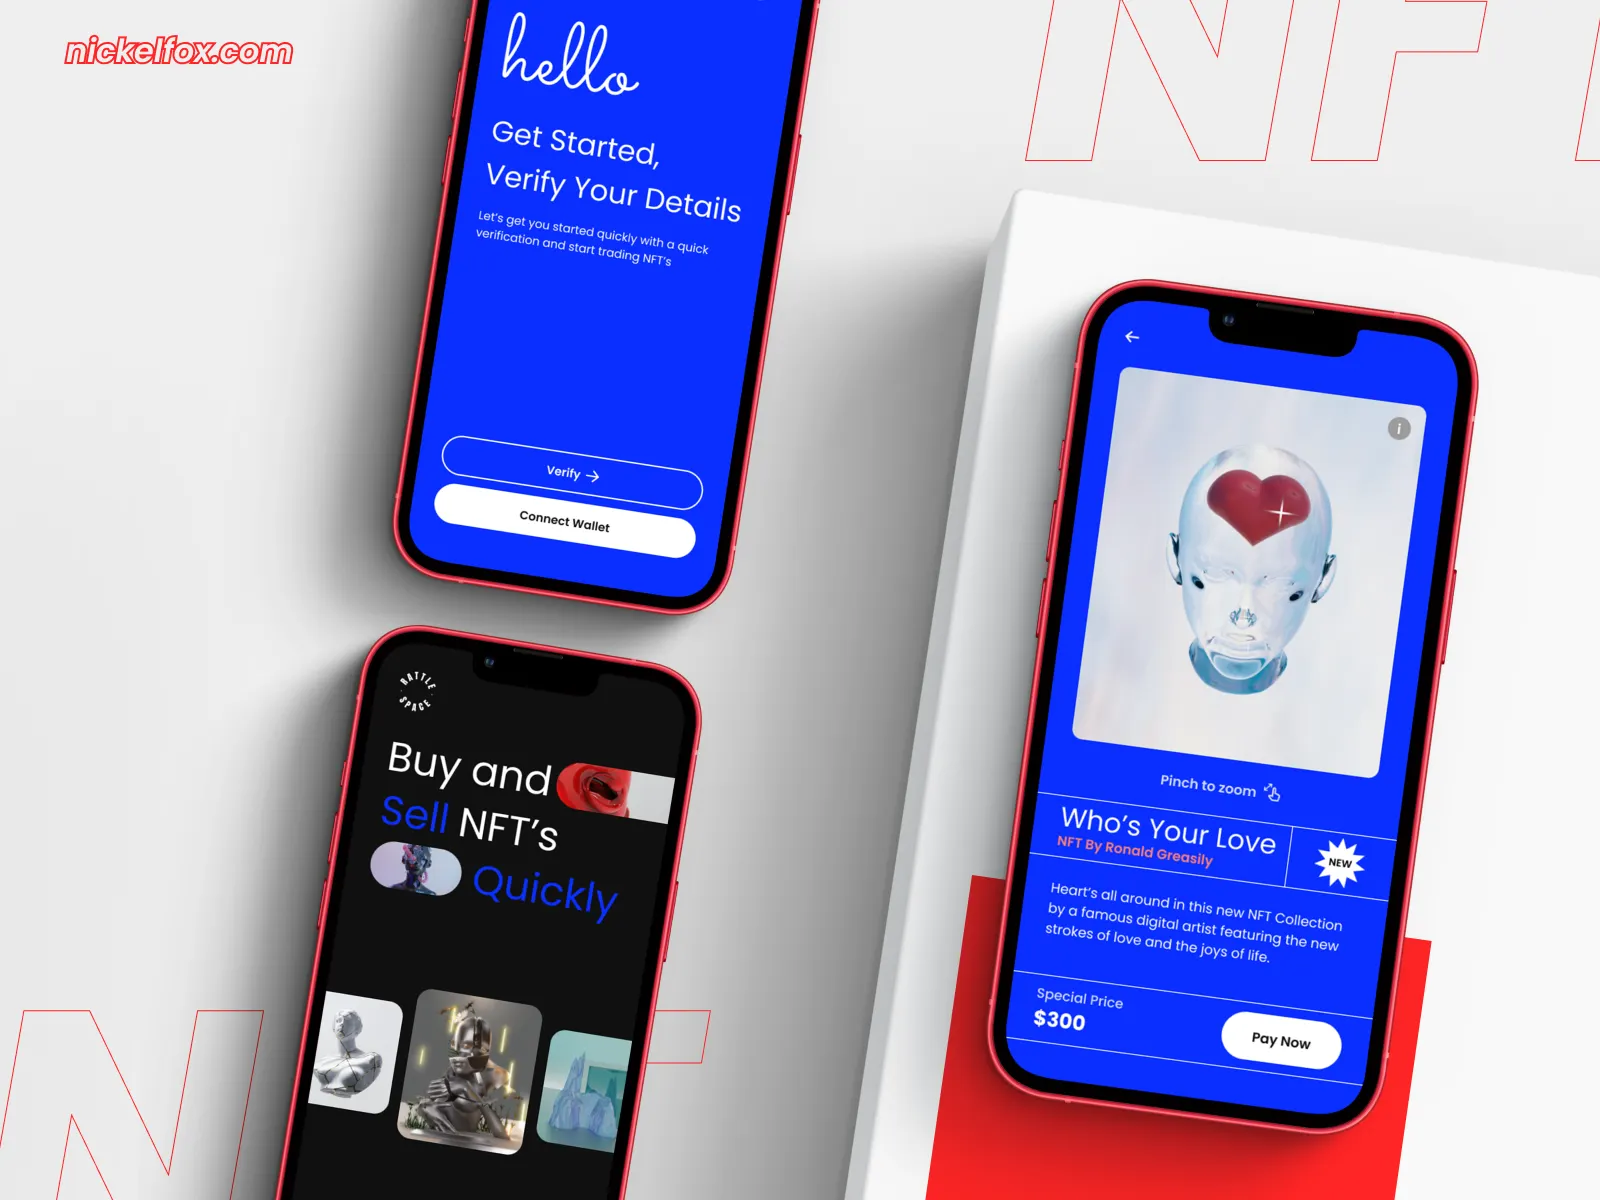 nickelfox.com
NF
hello
Get Started,
Verify Your Details
Let's get you started quickly with a quick
verification and start trading NFT's
Verify →
Connect Wallet
BATTLE
SPACE
Buy and
Sell NFT's
Quickly
i
Pinch to zoom
Who's Your Love
NFT By Ronald Greasily
NEW
Heart's all around in this new NFT Collection
by a famous digital artist featuring the new
strokes of love and the joys of life.
Special Price
$300
Pay Now
N